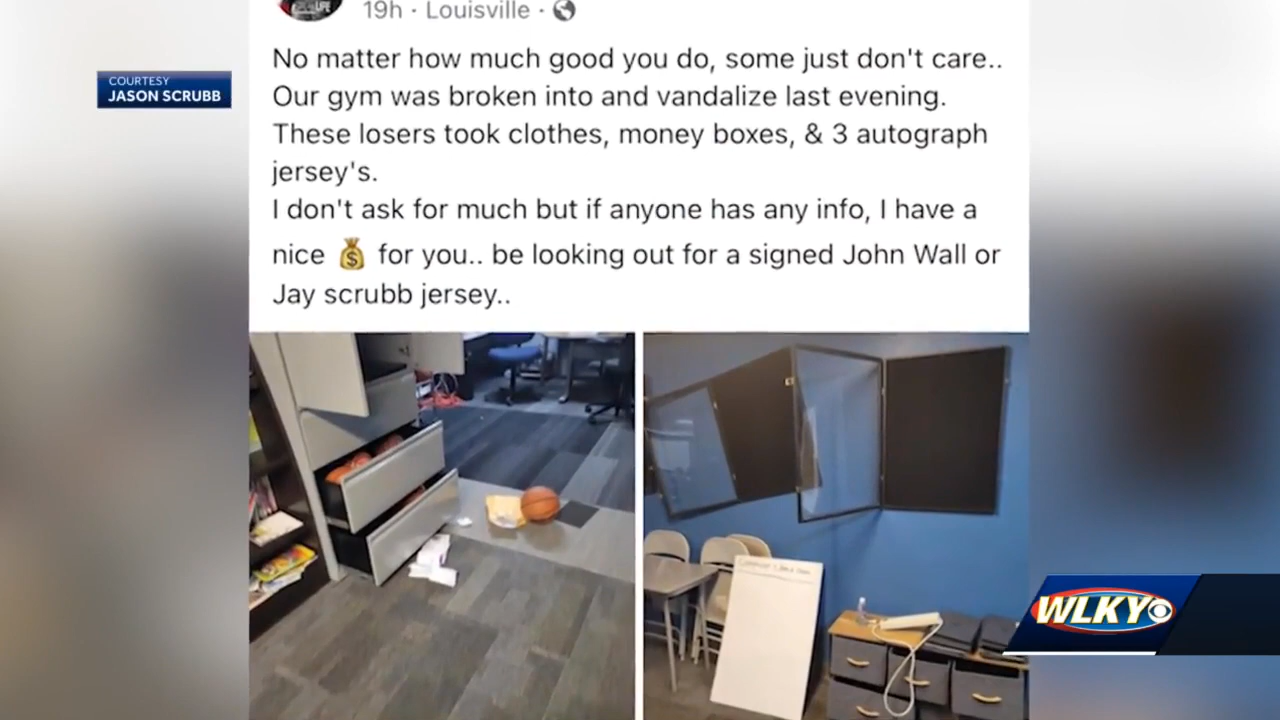 19h · Louisville ·
COURTESY
JASON SCRUBB
No matter how much good you do, some just don't care..
Our gym was broken into and vandalize last evening.
These losers took clothes, money boxes, & 3 autograph
jersey's.
I don't ask for much but if anyone has any info, I have a
nice 💰 for you.. be looking out for a signed John Wall or
Jay scrubb jersey..
WLKY